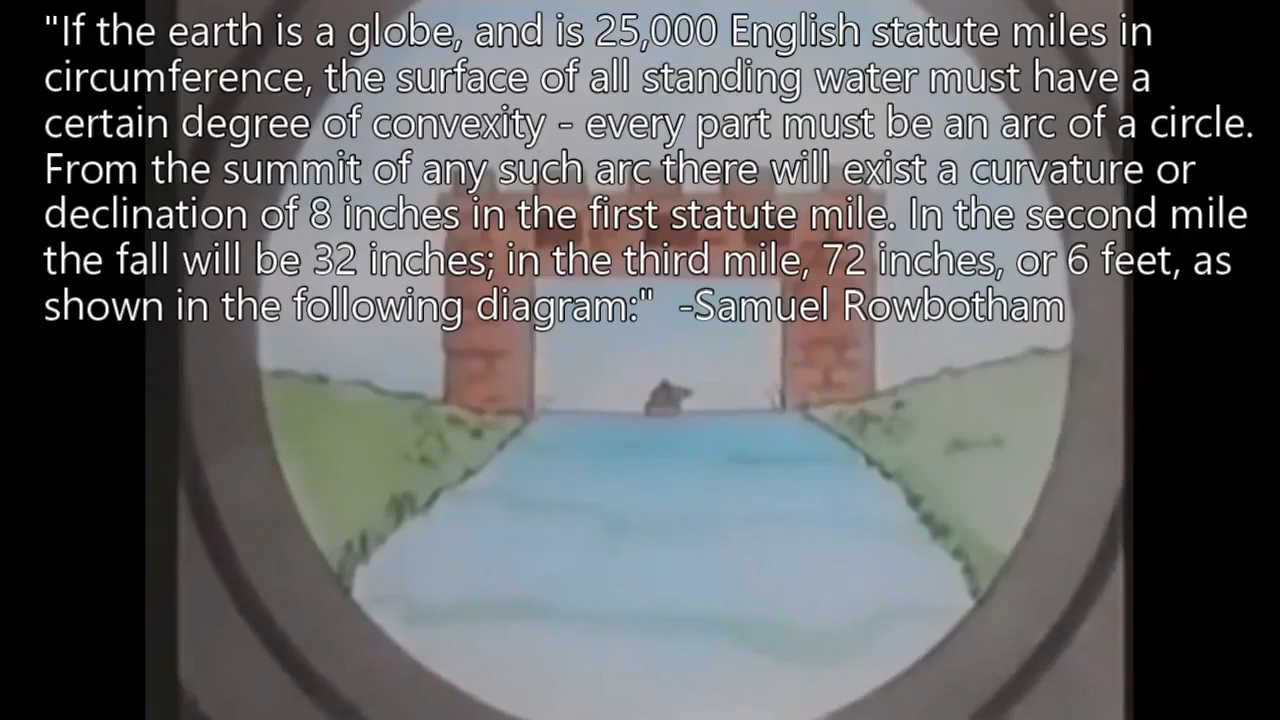 "If the earth is a globe, and is 25,000 English statute miles in
circumference, the surface of all standing water must have a
certain degree of convexity - every part must be an arc of a circle.
From the summit of any such arc there will exist a curvature or
declination of 8 inches in the first statute mile. In the second mile
the fall will be 32 inches; in the third mile, 72 inches, or 6 feet, as
shown in the following diagram:"  -Samuel Rowbotham